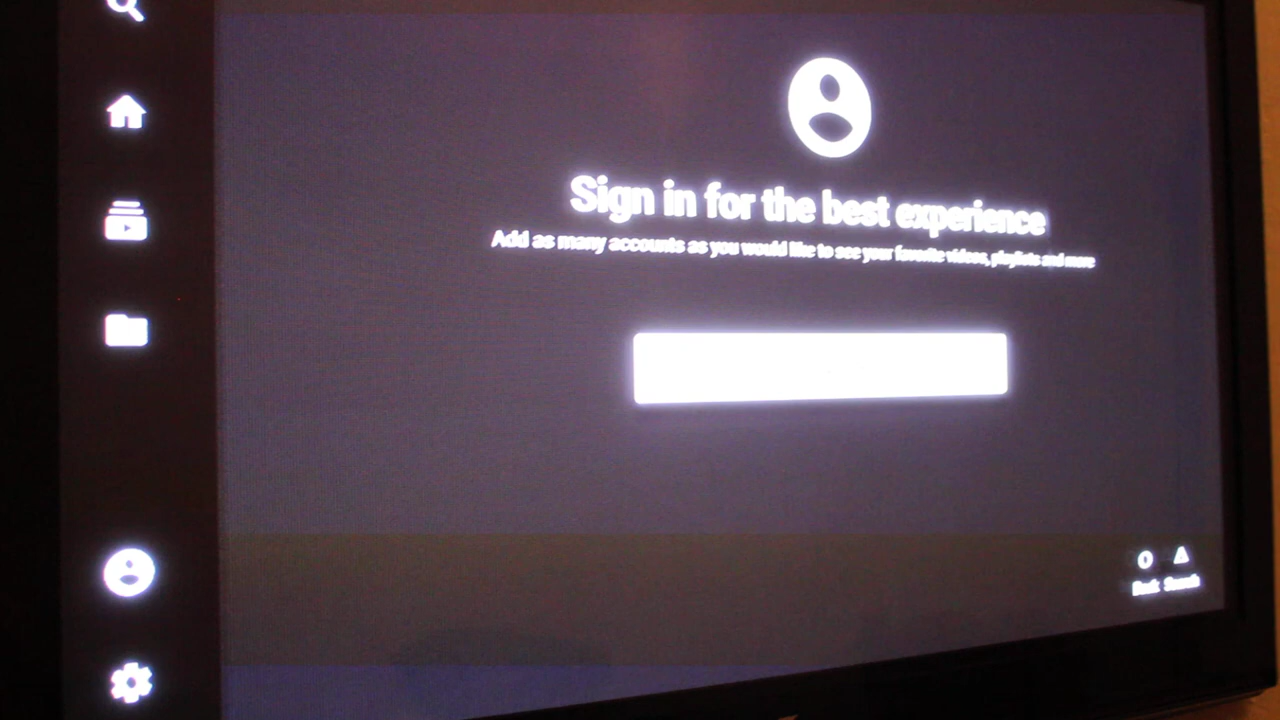 Sign in for the best experience
Add as many accounts as you would like to see your favorite videos, playlists and more
Back Search